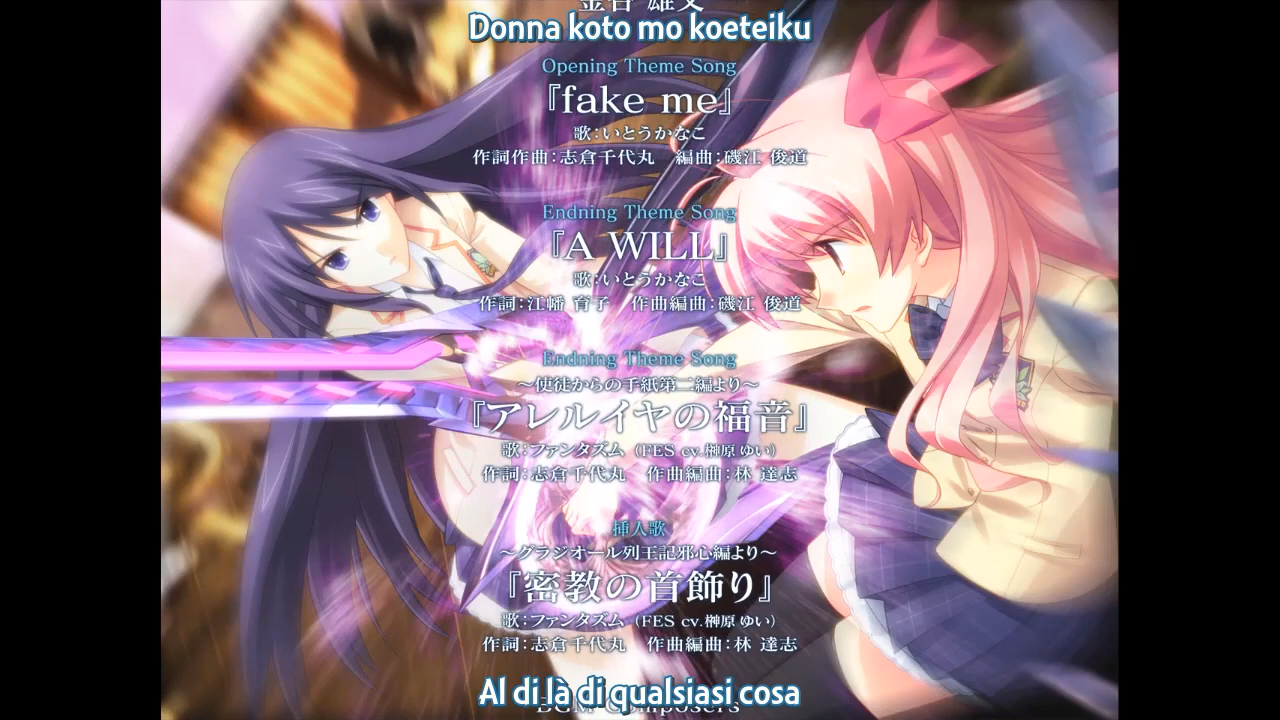 Donna koto mo koeteiku
Opening Theme Song
『fake me』
歌：いとうかなこ
作詞作曲：志倉千代丸　編曲：磯江 俊道
Endning Theme Song
『A WILL』
歌：いとうかなこ
作詞：江幡 育子　作曲編曲：磯江 俊道
Endning Theme Song
～使徒からの手紙第二編より～
『アレルイヤの福音』
歌：ファンタズム（FES cv.榊原 ゆい）
作詞：志倉千代丸　作曲編曲：林 達志
挿入歌
～グラジオール列王記邪心編より～
『密教の首飾り』
歌：ファンタズム（FES cv.榊原 ゆい）
作詞：志倉千代丸　作曲編曲：林 達志
Al di là di qualsiasi cosa
BGM Composers